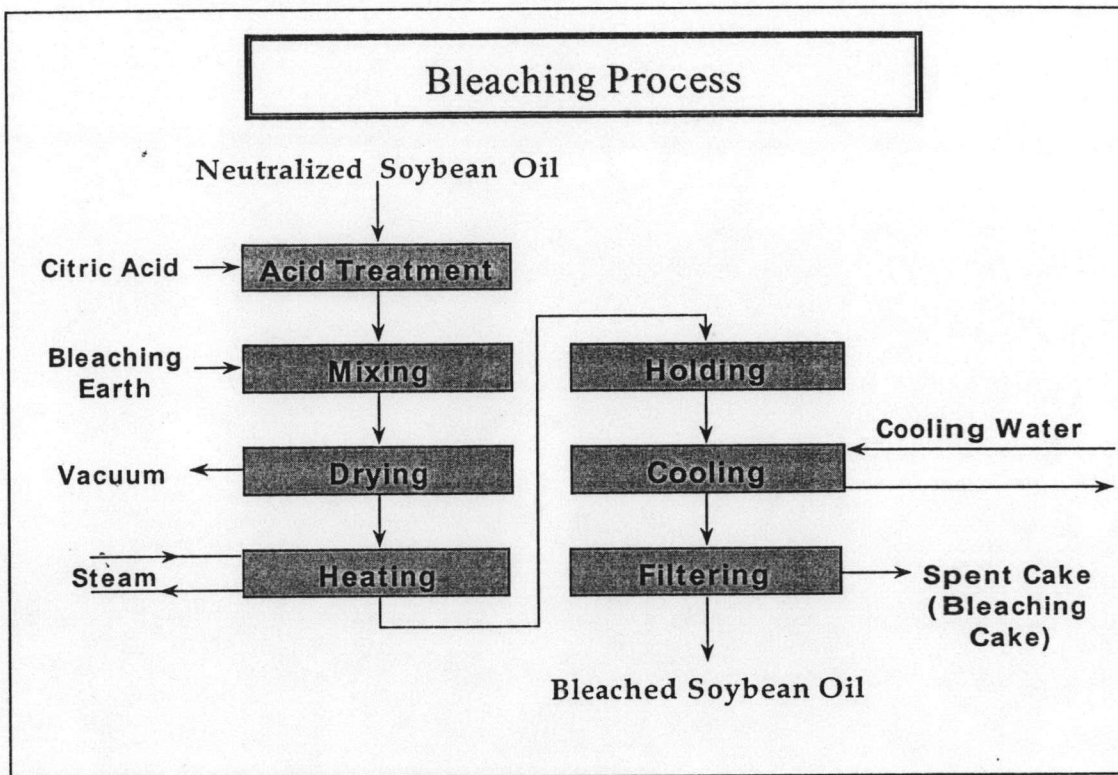 Bleaching Process
Neutralized Soybean Oil
Citric Acid
Acid Treatment
Bleaching
Earth
Mixing
Vacuum
Drying
Steam
Heating
Holding
Cooling Water
Cooling
Filtering
Spent Cake
(Bleaching
Cake)
Bleached Soybean Oil